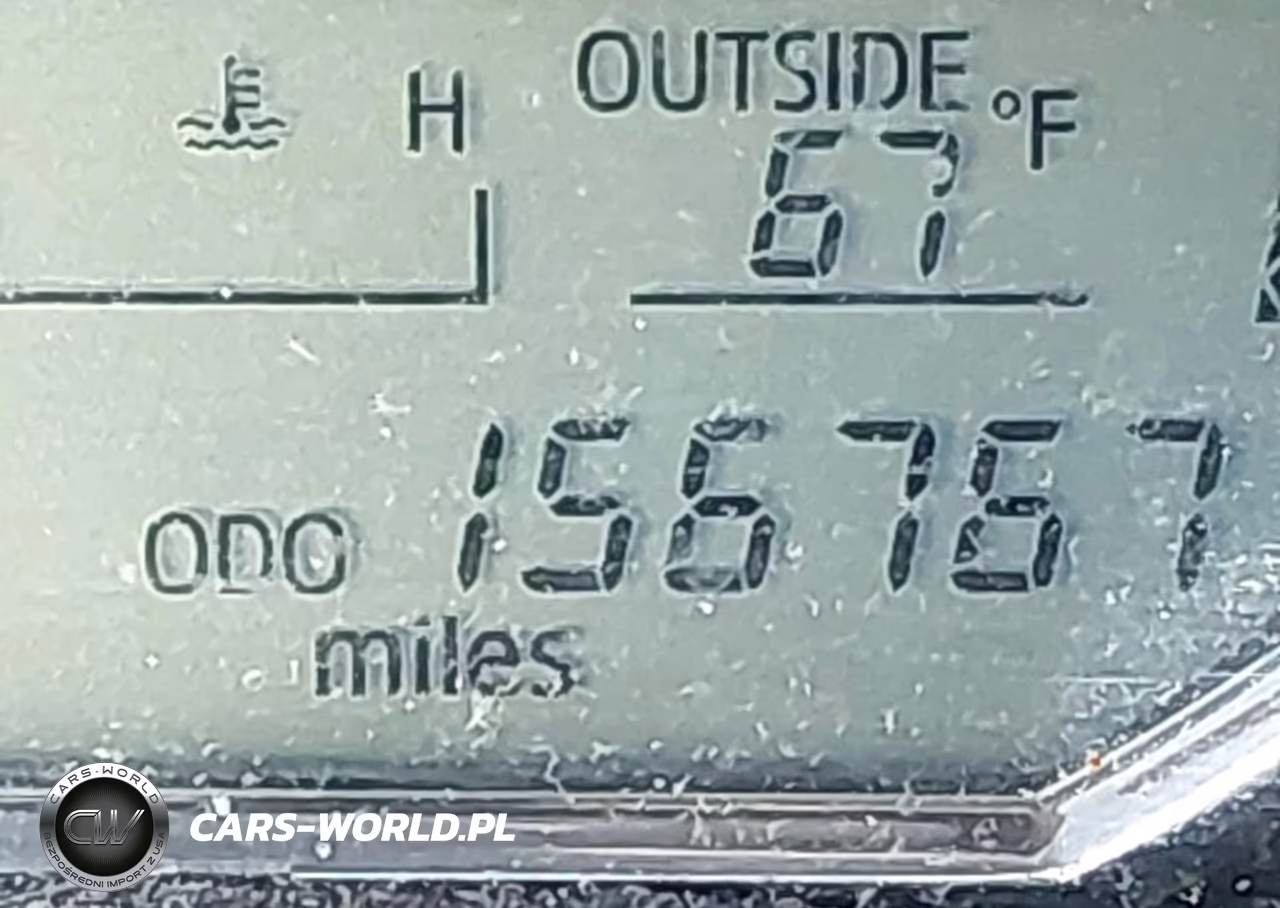 H
OUTSIDE
67 °F
ODO 156767
miles
CARS-WORLD
CW
BEZPOŚREDNI IMPORT Z USA
CARS-WORLD.PL